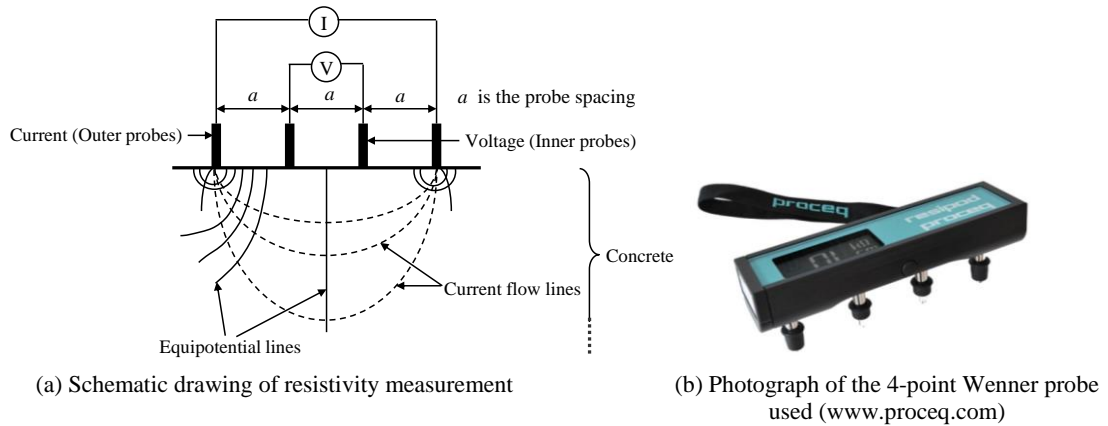 I
V
a a a a is the probe spacing
Current (Outer probes)
Voltage (Inner probes)
proceq
resipod
proceq
Concrete
Current flow lines
Equipotential lines
(a) Schematic drawing of resistivity measurement
(b) Photograph of the 4-point Wenner probe
used (www.proceq.com)